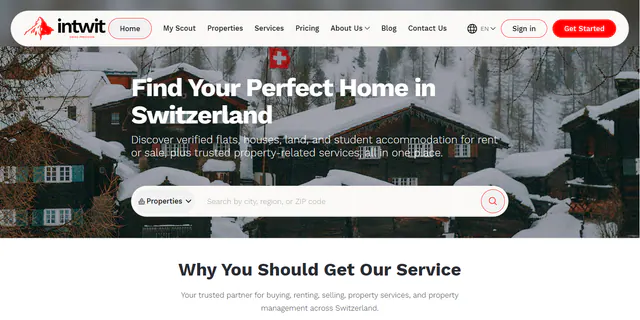 intwit
Home
My Scout
Properties
Services
Pricing
About Us
Blog
Contact Us
EN
Sign in
Get Started
Find Your Perfect Home in
Switzerland
Discover verified flats, houses, land, and student accommodation for rent
or sale, plus trusted property-related services, all in one place.
Properties
Search by city, region, or ZIP code
Why You Should Get Our Service
Your trusted partner for buying, renting, selling, property services, and property
management across Switzerland.